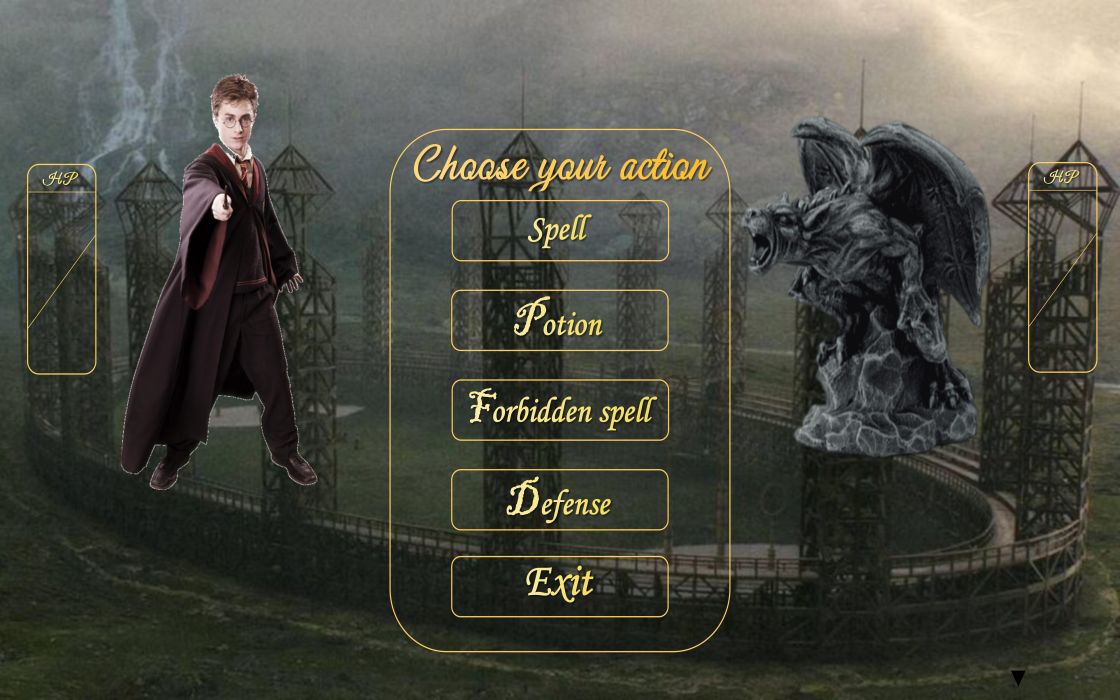 Choose your action
HP
HP
Spell
Potion
Forbidden spell
Defense
Exit